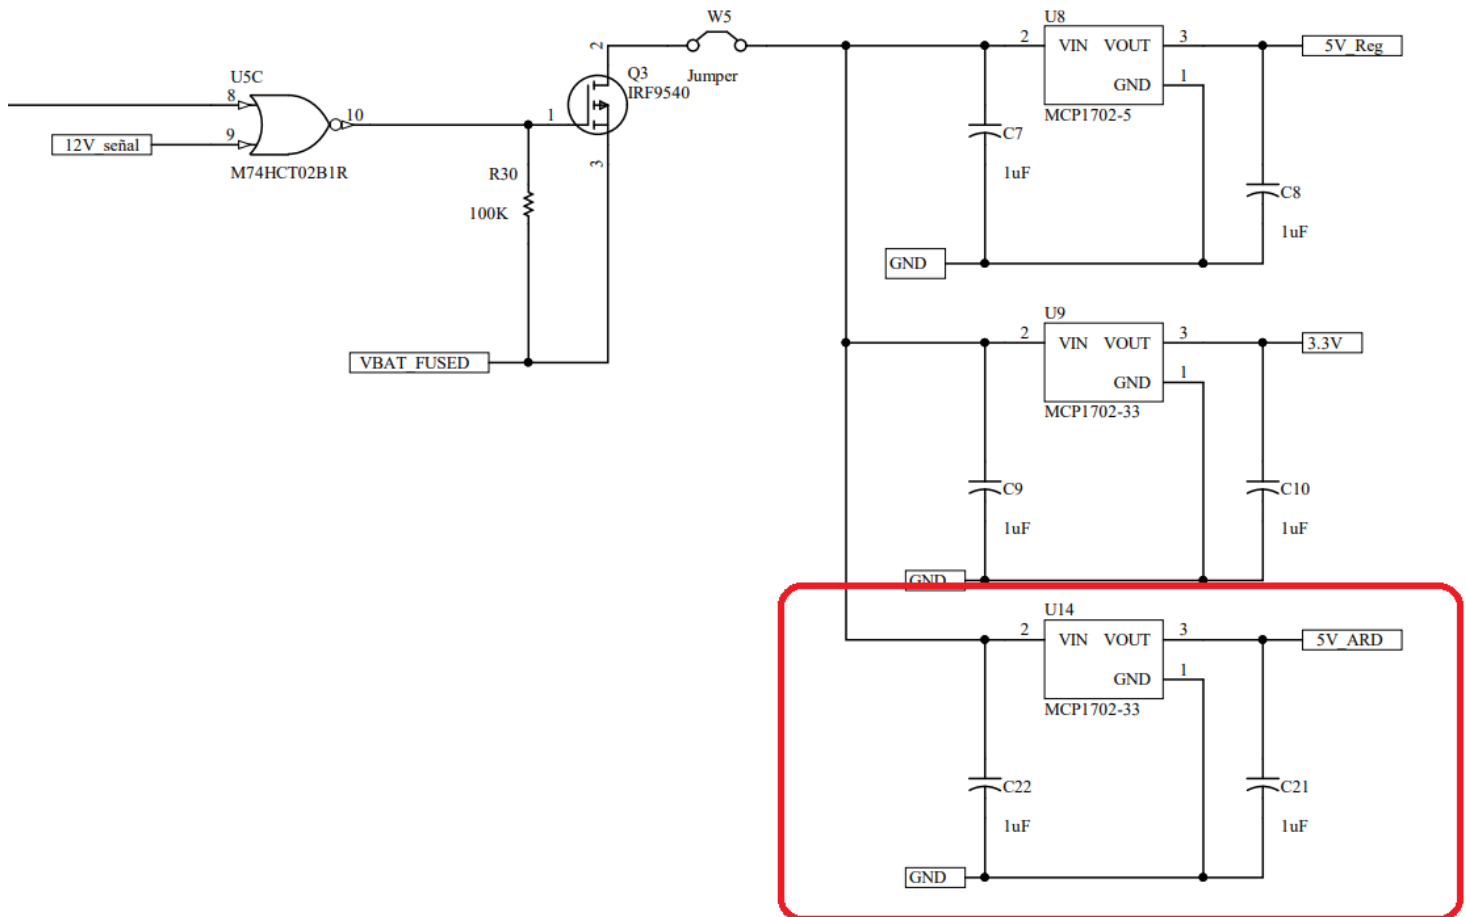 W5
Jumper
U5C
8
9
10
12V_señal
M74HCT02B1R
2
Q3
IRF9540
1
3
R30
100K
VBAT_FUSED
U8
2
VIN
VOUT
3
5V_Reg
GND
1
MCP1702-5
C7
1uF
C8
1uF
GND
U9
2
VIN
VOUT
3
3.3V
GND
1
MCP1702-33
C9
1uF
C10
1uF
GND
U14
2
VIN
VOUT
3
5V_ARD
GND
1
MCP1702-33
C22
1uF
C21
1uF
GND